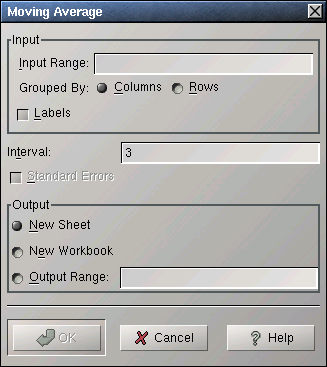 Moving Average
Input
Input Range:
Grouped By: Columns Rows
Labels
Interval: 3
Standard Errors
Output
New Sheet
New Workbook
Output Range:
OK Cancel Help